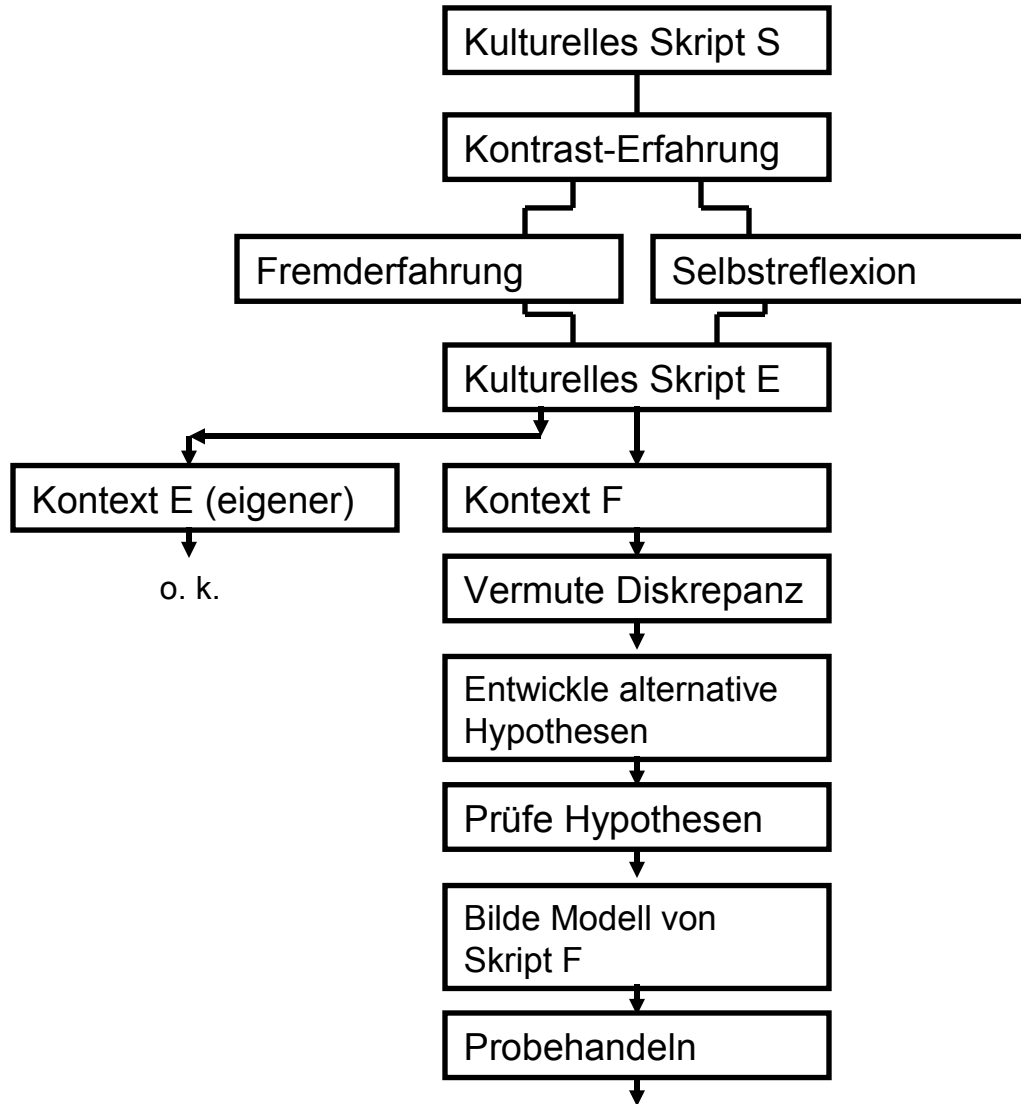 Kulturelles Skript S
Kontrast-Erfahrung
Fremderfahrung
Selbstreflexion
Kulturelles Skript E
Kontext E (eigener)
Kontext F
o. k.
Vermute Diskrepanz
Entwickle alternative
Hypothesen
Prüfe Hypothesen
Bilde Modell von
Skript F
Probehandeln